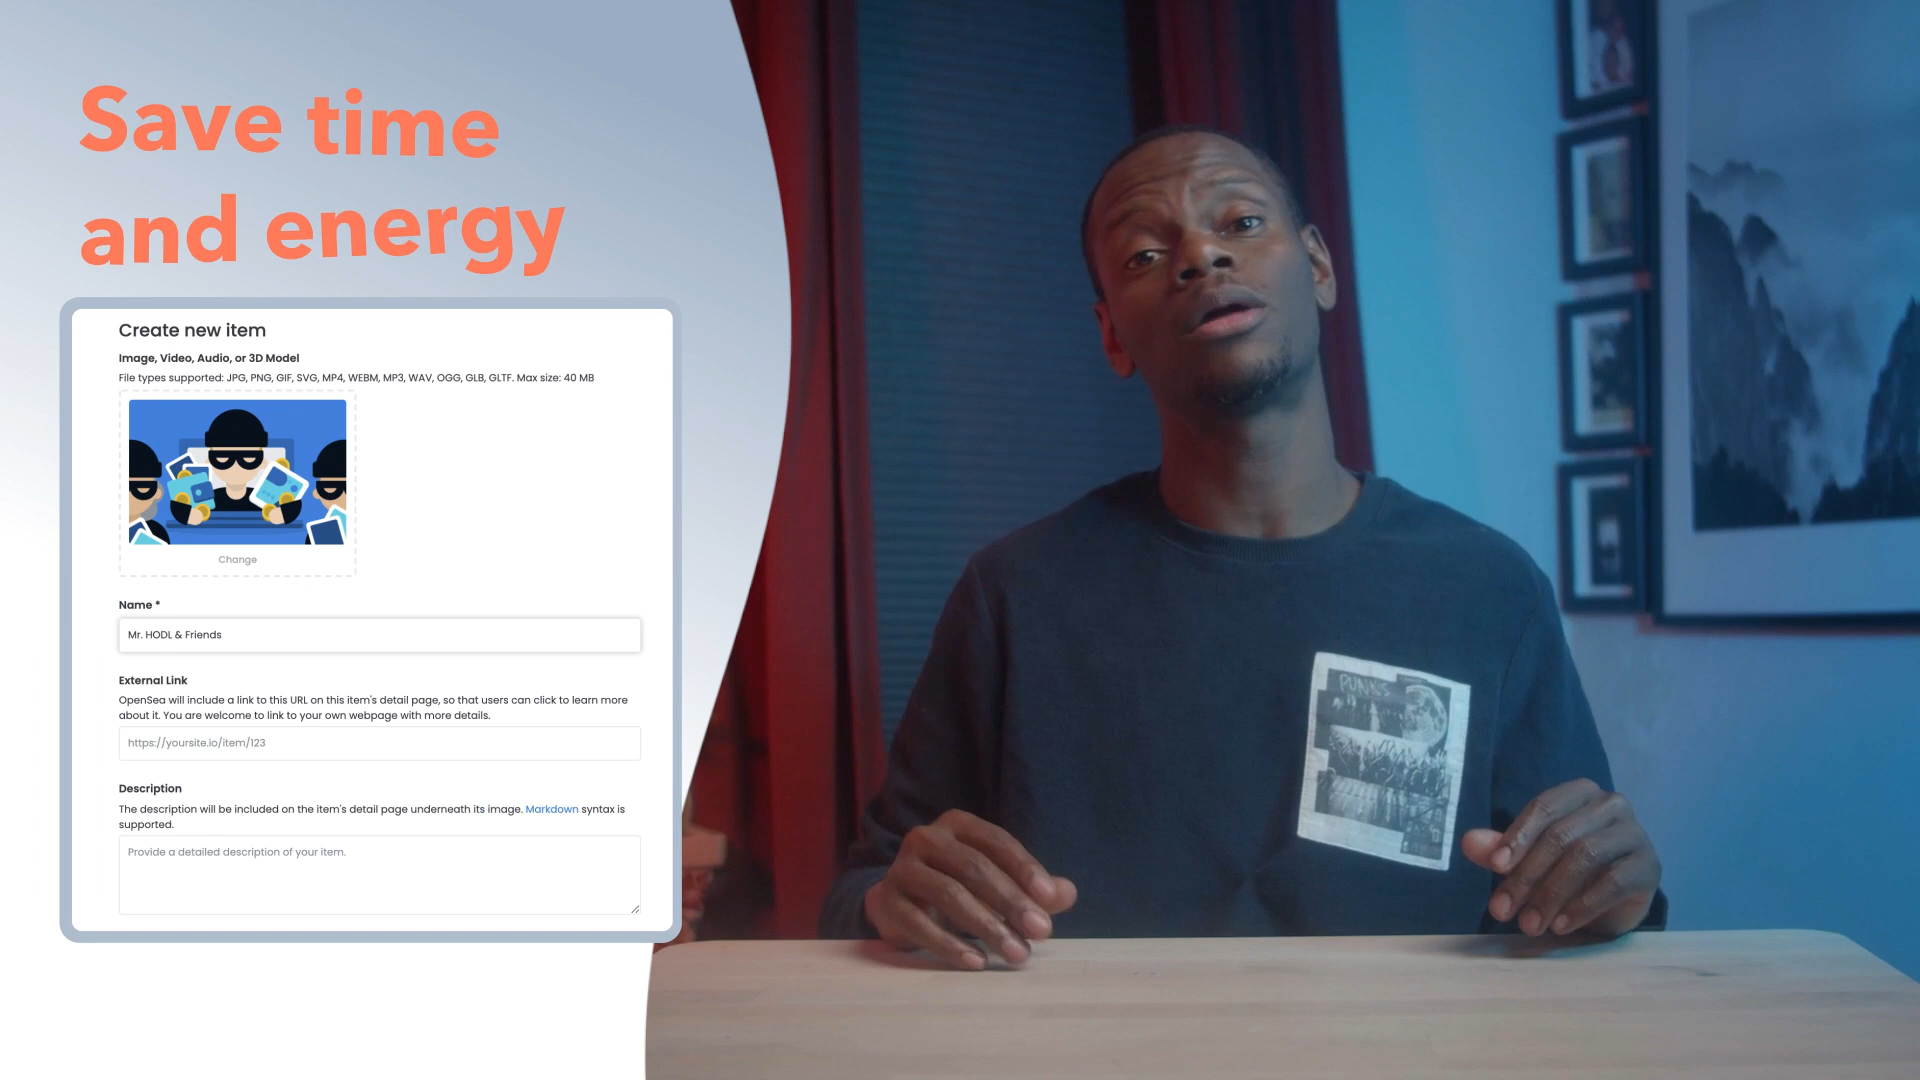 Save time
and energy
Create new item
Image, Video, Audio, or 3D Model
File types supported: JPG, PNG, GIF, SVG, MP4, WEBM, MP3, WAV, OGG, GLB, GLTF. Max size: 40 MB
Change
Name *
Mr. HODL & Friends
External Link
OpenSea will include a link to this URL on this item's detail page, so that users can click to learn more
about it. You are welcome to link to your own webpage with more details.
https://yoursite.io/item/123
Description
The description will be included on the item's detail page underneath its image. Markdown syntax is
supported.
Provide a detailed description of your item.
PUNKS